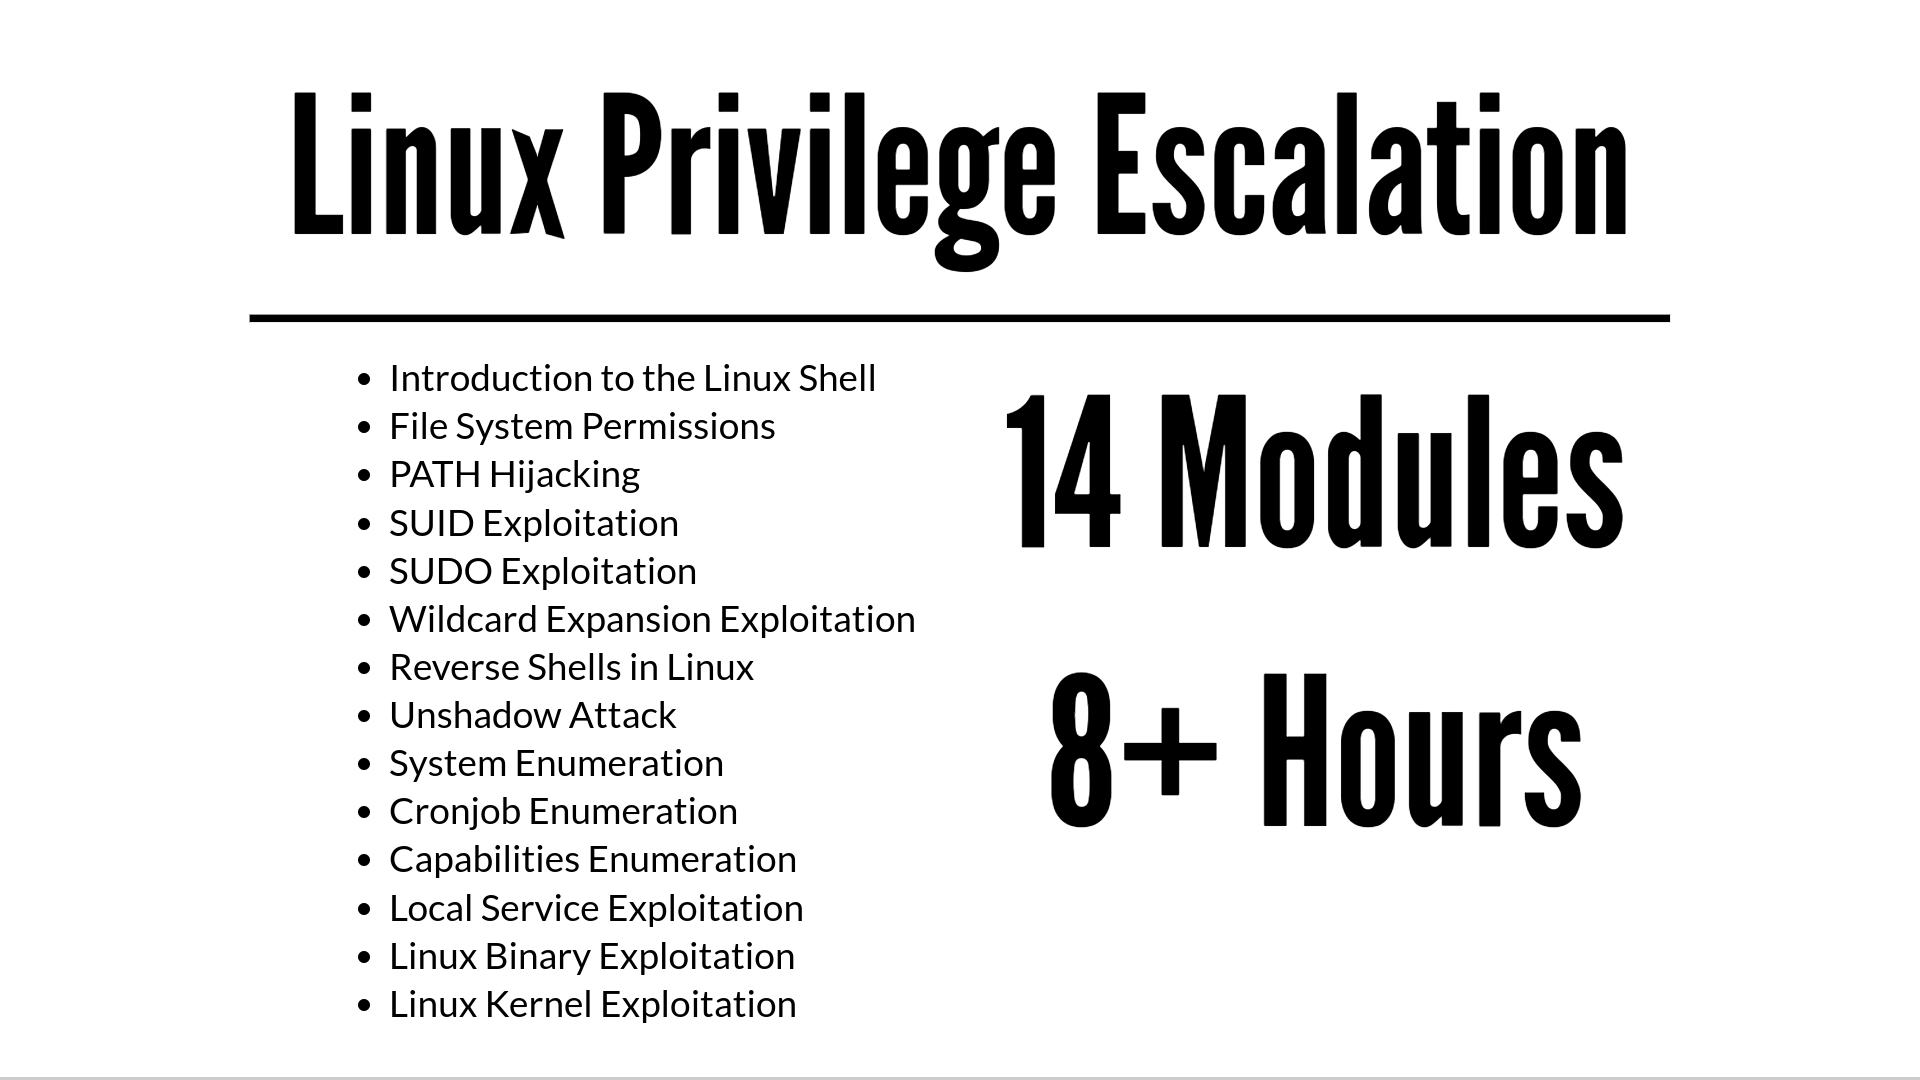 Linux Privilege Escalation
• Introduction to the Linux Shell
• File System Permissions
• PATH Hijacking
• SUID Exploitation
• SUDO Exploitation
• Wildcard Expansion Exploitation
• Reverse Shells in Linux
• Unshadow Attack
• System Enumeration
• Cronjob Enumeration
• Capabilities Enumeration
• Local Service Exploitation
• Linux Binary Exploitation
• Linux Kernel Exploitation
14 Modules
8+ Hours